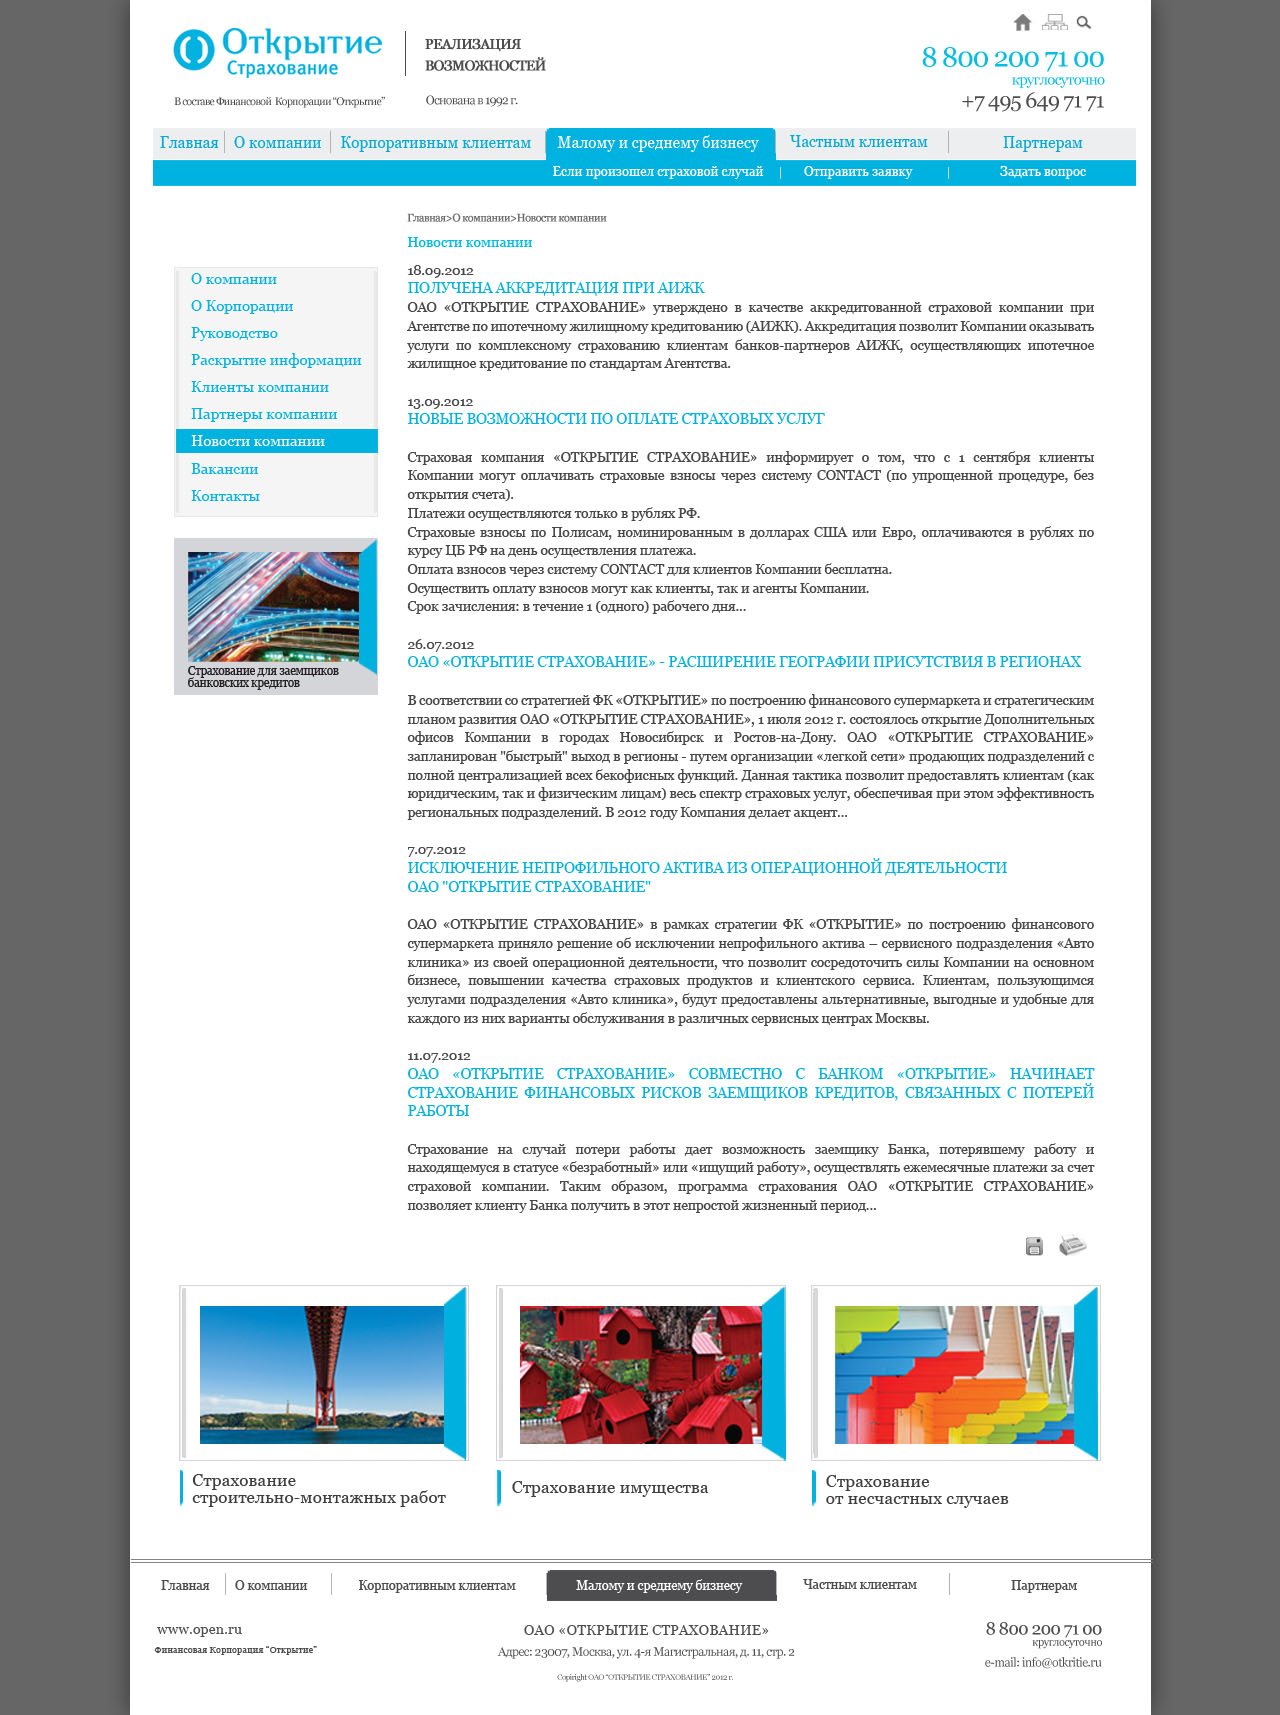 Открытие
Страхование
РЕАЛИЗАЦИЯ
ВОЗМОЖНОСТЕЙ
В составе Финансовой Корпорации "Открытие"
Основана в 1992 г.
8 800 200 71 00
круглосуточно
+7 495 649 71 71
Главная О компании Корпоративным клиентам Малому и среднему бизнесу Частным клиентам Партнерам
Если произошел страховой случай Отправить заявку Задать вопрос
Главная>О компании>Новости компании
Новости компании
О компании
О Корпорации
Руководство
Раскрытие информации
Клиенты компании
Партнеры компании
Новости компании
Вакансии
Контакты
Страхование для заемщиков
банковских кредитов
18.09.2012
ПОЛУЧЕНА АККРЕДИТАЦИЯ ПРИ АИЖК
ОАО «ОТКРЫТИЕ СТРАХОВАНИЕ» утверждено в качестве аккредитованной страховой компании при
Агентстве по ипотечному жилищному кредитованию (АИЖК). Аккредитация позволит Компании оказывать
услуги по комплексному страхованию клиентам банков-партнеров АИЖК, осуществляющих ипотечное
жилищное кредитование по стандартам Агентства.
13.09.2012
НОВЫЕ ВОЗМОЖНОСТИ ПО ОПЛАТЕ СТРАХОВЫХ УСЛУГ
Страховая компания «ОТКРЫТИЕ СТРАХОВАНИЕ» информирует о том, что с 1 сентября клиенты
Компании могут оплачивать страховые взносы через систему CONTACT (по упрощенной процедуре, без
открытия счета).
Платежи осуществляются только в рублях РФ.
Страховые взносы по Полисам, номинированным в долларах США или Евро, оплачиваются в рублях по
курсу ЦБ РФ на день осуществления платежа.
Оплата взносов через систему CONTACT для клиентов Компании бесплатна.
Осуществить оплату взносов могут как клиенты, так и агенты Компании.
Срок зачисления: в течение 1 (одного) рабочего дня...
26.07.2012
ОАО «ОТКРЫТИЕ СТРАХОВАНИЕ» - РАСШИРЕНИЕ ГЕОГРАФИИ ПРИСУТСТВИЯ В РЕГИОНАХ
В соответствии со стратегией ФК «ОТКРЫТИЕ» по построению финансового супермаркета и стратегическим
планом развития ОАО «ОТКРЫТИЕ СТРАХОВАНИЕ», 1 июля 2012 г. состоялось открытие Дополнительных
офисов Компании в городах Новосибирск и Ростов-на-Дону. ОАО «ОТКРЫТИЕ СТРАХОВАНИЕ»
запланирован "быстрый" выход в регионы - путем организации «легкой сети» продающих подразделений с
полной централизацией всех бекофисных функций. Данная тактика позволит предоставлять клиентам (как
юридическим, так и физическим лицам) весь спектр страховых услуг, обеспечивая при этом эффективность
региональных подразделений. В 2012 году Компания делает акцент...
7.07.2012
ИСКЛЮЧЕНИЕ НЕПРОФИЛЬНОГО АКТИВА ИЗ ОПЕРАЦИОННОЙ ДЕЯТЕЛЬНОСТИ
ОАО "ОТКРЫТИЕ СТРАХОВАНИЕ"
ОАО «ОТКРЫТИЕ СТРАХОВАНИЕ» в рамках стратегии ФК «ОТКРЫТИЕ» по построению финансового
супермаркета приняло решение об исключении непрофильного актива – сервисного подразделения «Авто
клиника» из своей операционной деятельности, что позволит сосредоточить силы Компании на основном
бизнесе, повышении качества страховых продуктов и клиентского сервиса. Клиентам, пользующимся
услугами подразделения «Авто клиника», будут предоставлены альтернативные, выгодные и удобные для
каждого из них варианты обслуживания в различных сервисных центрах Москвы.
11.07.2012
ОАО «ОТКРЫТИЕ СТРАХОВАНИЕ» СОВМЕСТНО С БАНКОМ «ОТКРЫТИЕ» НАЧИНАЕТ
СТРАХОВАНИЕ ФИНАНСОВЫХ РИСКОВ ЗАЕМЩИКОВ КРЕДИТОВ, СВЯЗАННЫХ С ПОТЕРЕЙ
РАБОТЫ
Страхование на случай потери работы дает возможность заемщику Банка, потерявшему работу и
находящемуся в статусе «безработный» или «ищущий работу», осуществлять ежемесячные платежи за счет
страховой компании. Таким образом, программа страхования ОАО «ОТКРЫТИЕ СТРАХОВАНИЕ»
позволяет клиенту Банка получить в этот непростой жизненный период...
Страхование
строительно-монтажных работ
Страхование имущества
Страхование
от несчастных случаев
Главная О компании Корпоративным клиентам Малому и среднему бизнесу Частным клиентам Партнерам
www.open.ru
Финансовая Корпорация "Открытие"
ОАО «ОТКРЫТИЕ СТРАХОВАНИЕ»
Адрес: 23007, Москва, ул. 4-я Магистральная, д. 11, стр. 2
Copiright ОАО "ОТКРЫТИЕ СТРАХОВАНИЕ" 2012 г.
8 800 200 71 00
круглосуточно
e-mail: info@otkritie.ru